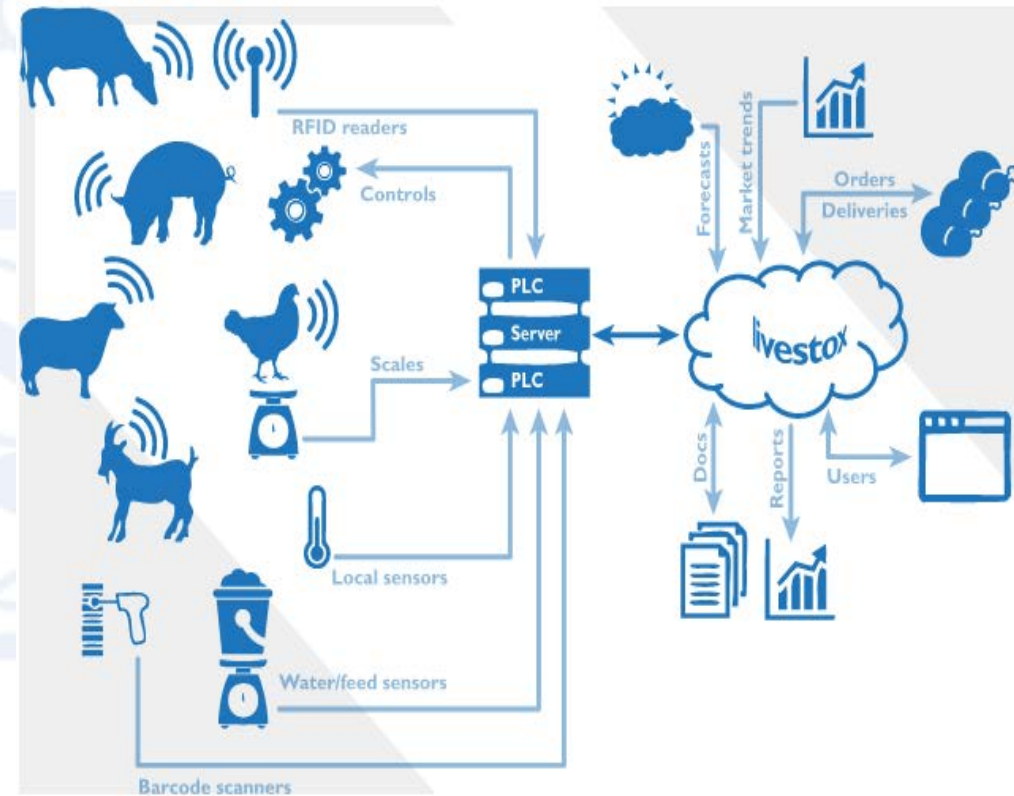 RFID readers
Controls
Scales
Local sensors
Water/feed sensors
Barcode scanners
PLC
Server
PLC
Forecasts
Market trends
Orders
Deliveries
livestox
Docs
Reports
Users